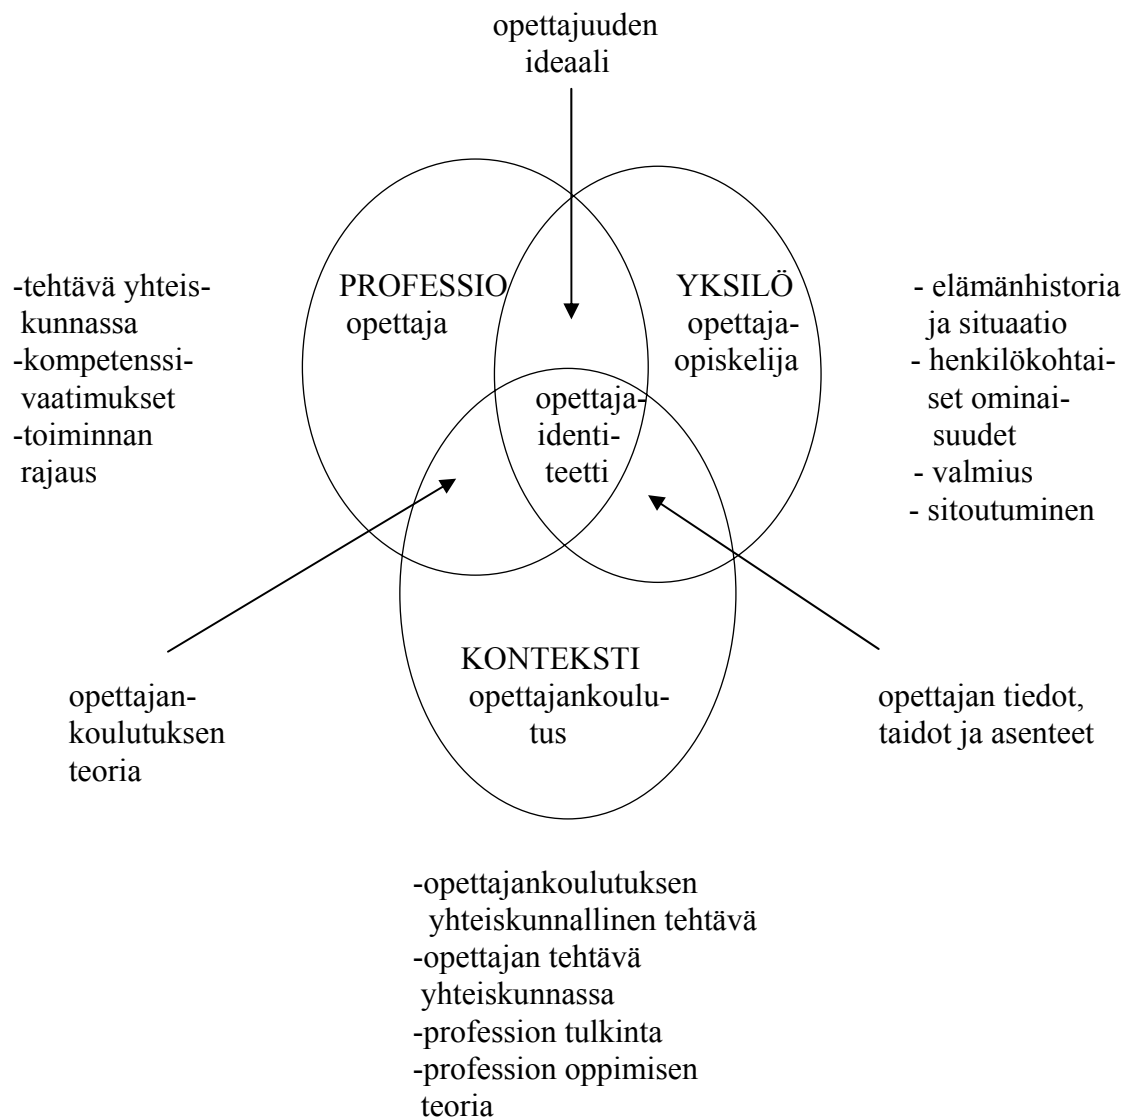 opettajuuden
ideaali
-tehtävä yhteis-
kunnassa
-kompetenssi-
vaatimukset
-toiminnan
rajaus
PROFESSIO
opettaja
YKSILÖ
opettaja-
opiskelija
- elämänhistoria
ja situaatio
- henkilökohtai-
set ominai-
suudet
- valmius
- sitoutuminen
opettaja-
identi-
teetti
opettajan-
koulutuksen
teoria
KONTEKSTI
opettajankoulu-
tus
opettajan tiedot,
taidot ja asenteet
-opettajankoulutuksen
yhteiskunnallinen tehtävä
-opettajan tehtävä
yhteiskunnassa
-profession tulkinta
-profession oppimisen
teoria